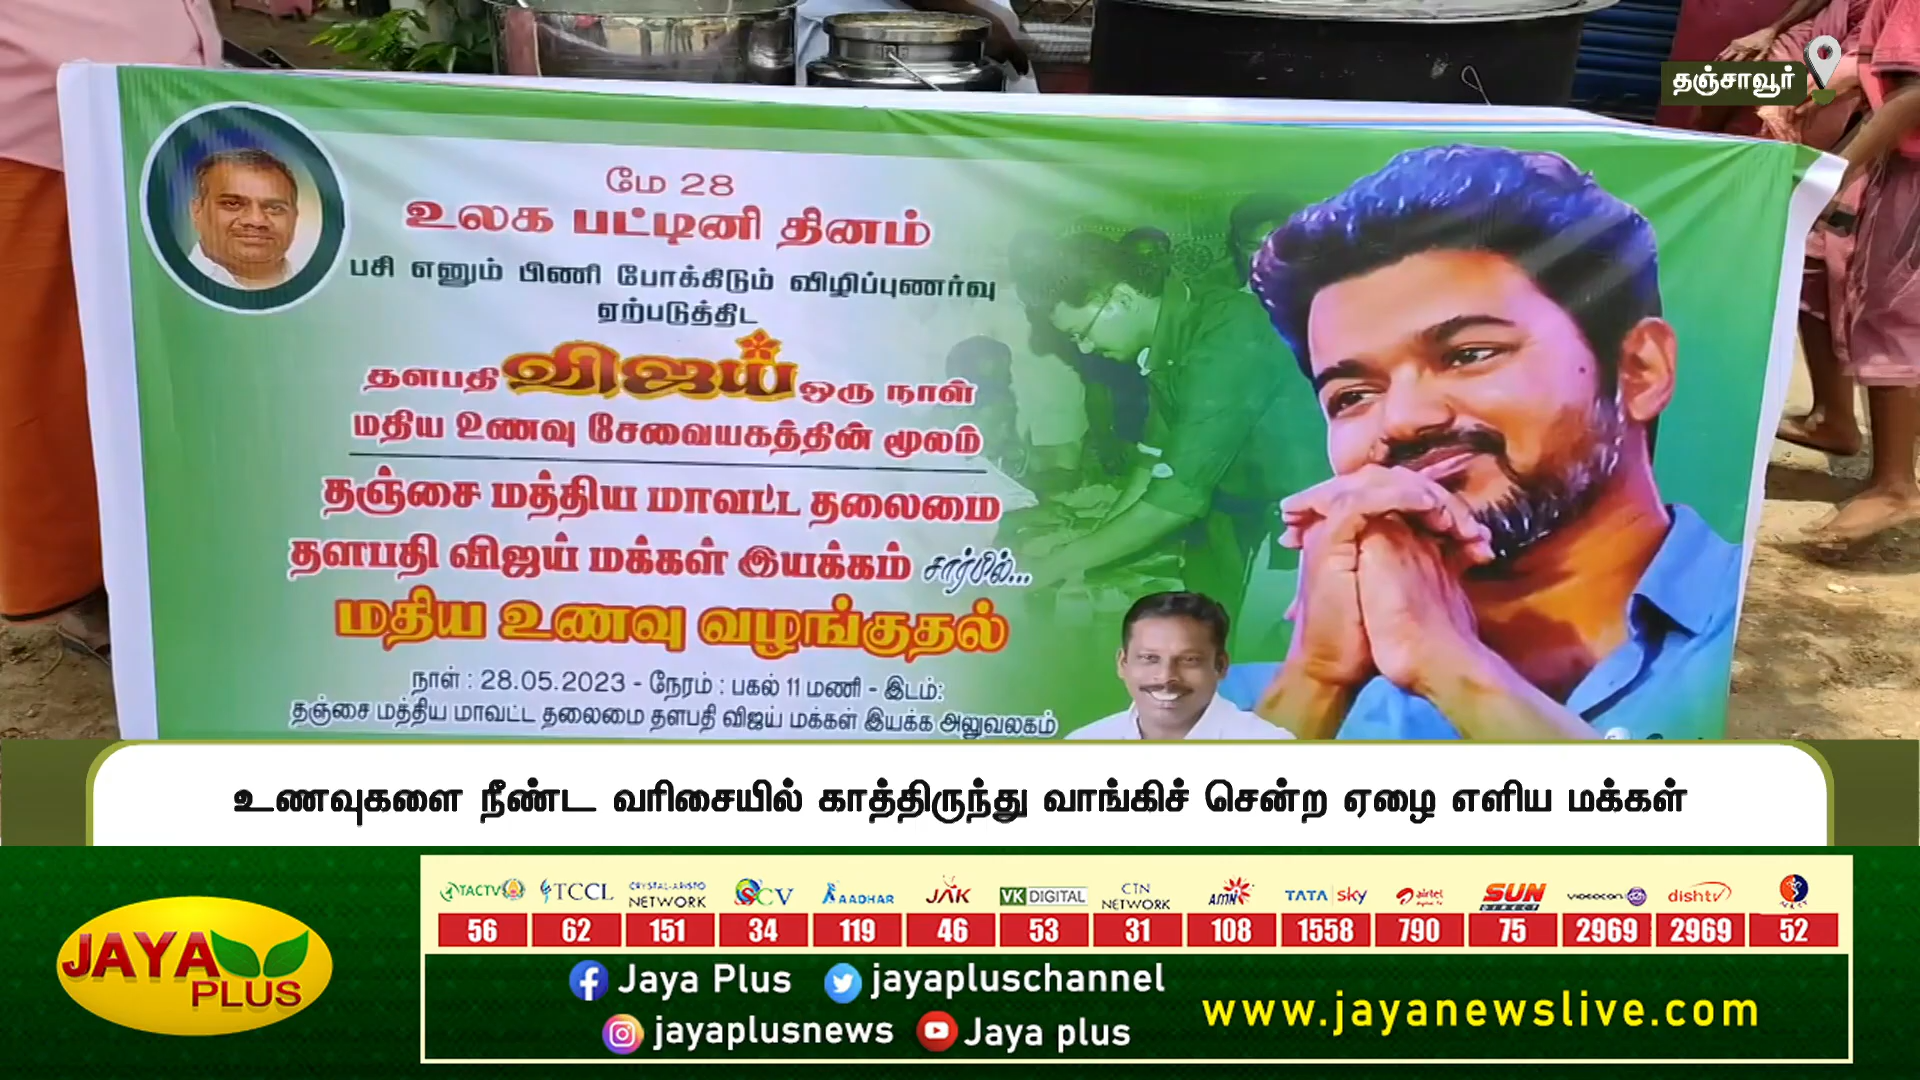 தஞ்சாவூர்
மே 28
உலக பட்டினி தினம்
பசி எனும் பிணி போக்கிடும் விழிப்புணர்வு
ஏற்படுத்திட
தளபதி விஜய் ஒரு நாள்
மதிய உணவு சேவையகத்தின் மூலம்
தஞ்சை மத்திய மாவட்ட தலைமை
தளபதி விஜய் மக்கள் இயக்கம் சார்பில்...
மதிய உணவு வழங்குதல்
நாள் : 28.05.2023 - நேரம் : பகல் 11 மணி - இடம்:
தஞ்சை மத்திய மாவட்ட தலைமை தளபதி விஜய் மக்கள் இயக்க அலுவலகம்
உணவுகளை நீண்ட வரிசையில் காத்திருந்து வாங்கிச் சென்ற ஏழை எளிய மக்கள்
JAYA PLUS
TACTV TCCL CRYSTAL-ARISTO NETWORK SCV AADHAR JAK VK DIGITAL CTN NETWORK AMN TATA sky airtel SUN DIRECT videocon d2h dishtv
56 62 151 34 119 46 53 31 108 1558 790 75 2969 2969 52
Jaya Plus jayapluschannel
jayaplusnews Jaya plus
www.jayanewslive.com